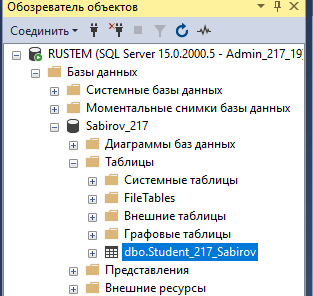 Обозреватель объектов
Соединить
RUSTEM (SQL Server 15.0.2000.5 - Admin_217_19
Базы данных
Системные базы данных
Моментальные снимки базы данных
Sabirov_217
Диаграммы баз данных
Таблицы
Системные таблицы
FileTables
Внешние таблицы
Графовые таблицы
dbo.Student_217_Sabirov
Представления
Внешние ресурсы